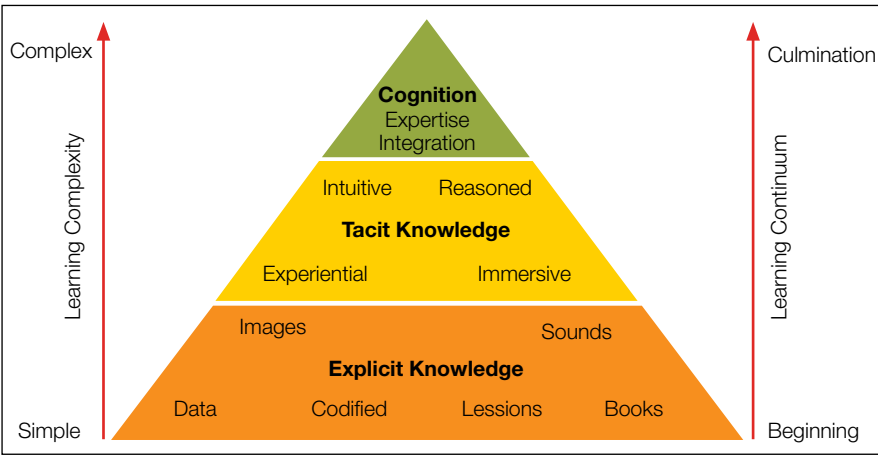 Complex
Culmination
Cognition
Expertise
Integration
Learning Complexity
Learning Continuum
Intuitive Reasoned
Tacit Knowledge
Experiential Immersive
Images Sounds
Explicit Knowledge
Data Codified Lessions Books
Simple
Beginning